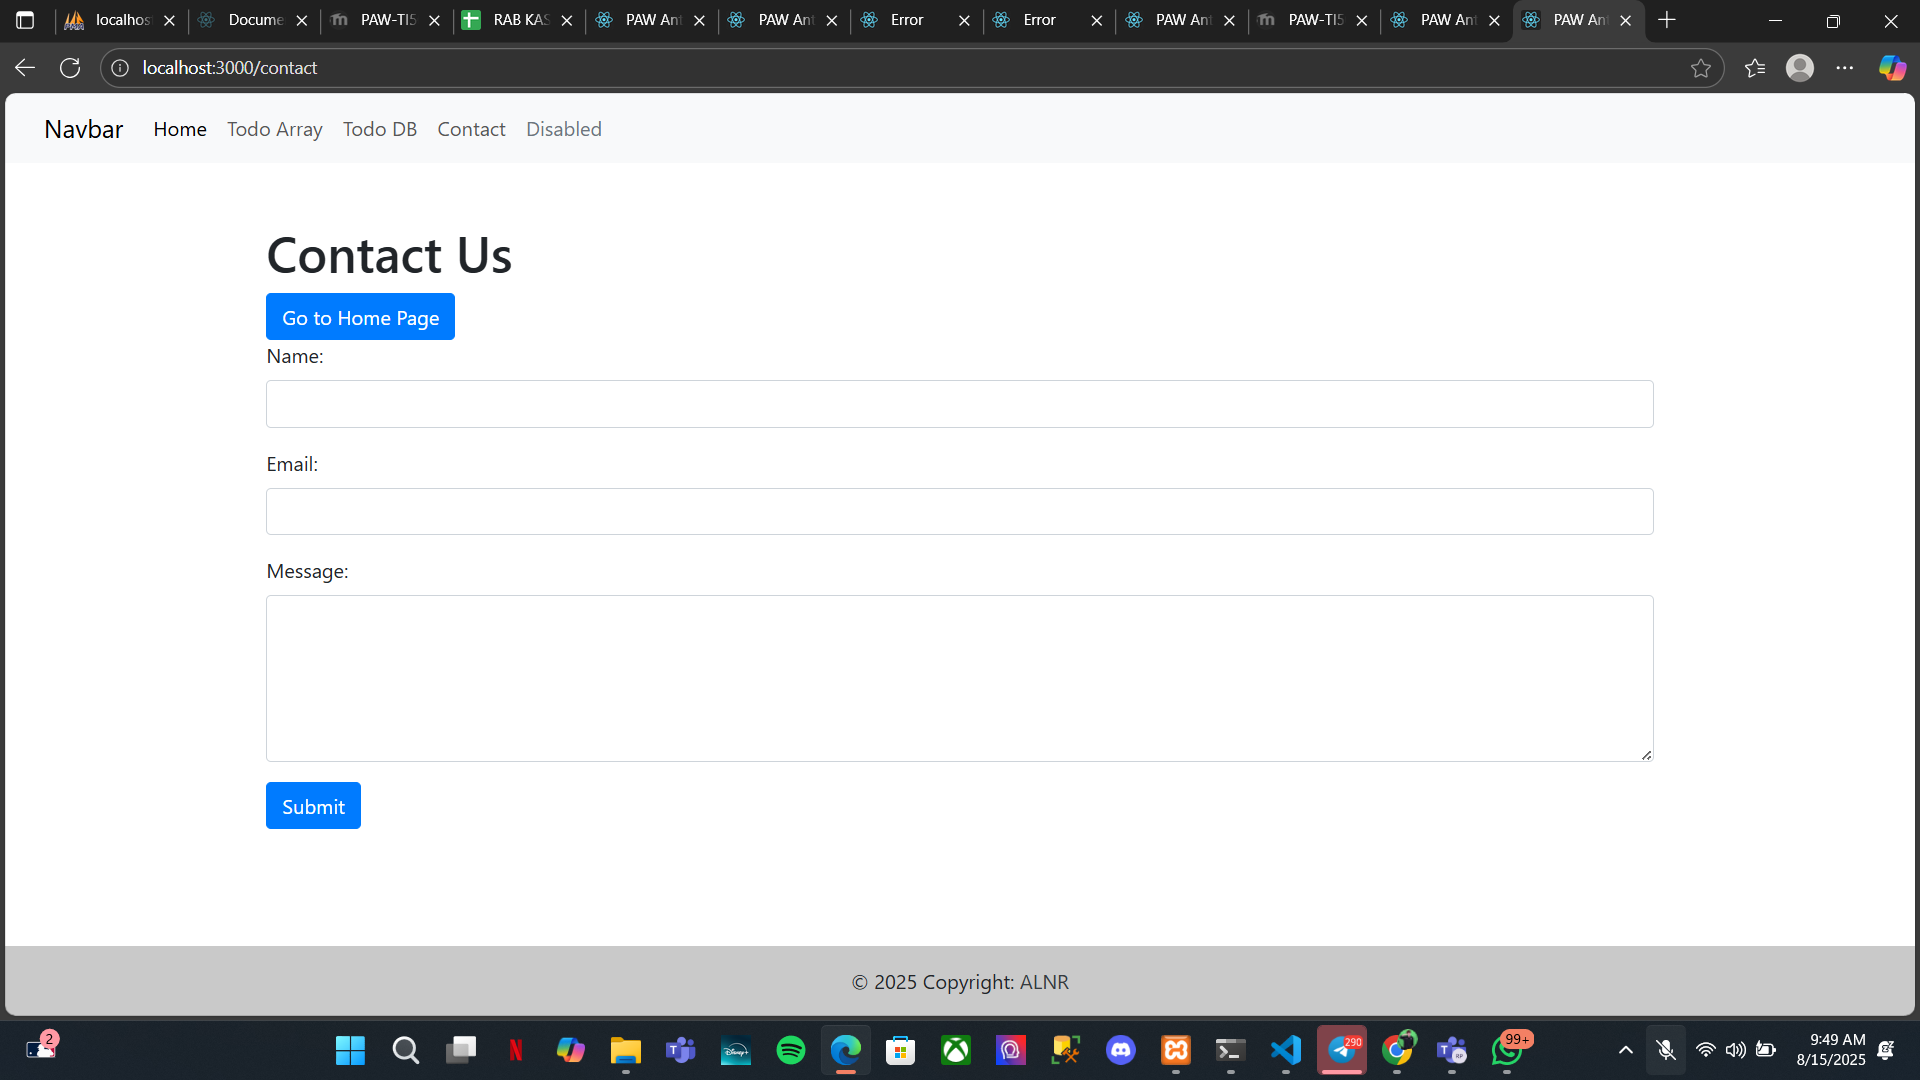 localhos
Docume
PAW-TI5
RAB KAS
PAW Ant
PAW Ant
Error
Error
PAW Ant
PAW-TI5
PAW Ant
PAW Ant
localhost:3000/contact
Navbar
Home
Todo Array
Todo DB
Contact
Disabled
Contact Us
Go to Home Page
Name:
Email:
Message:
Submit
© 2025 Copyright: ALNR
2
N
Disney+
290
RP
99+
9:49 AM
8/15/2025